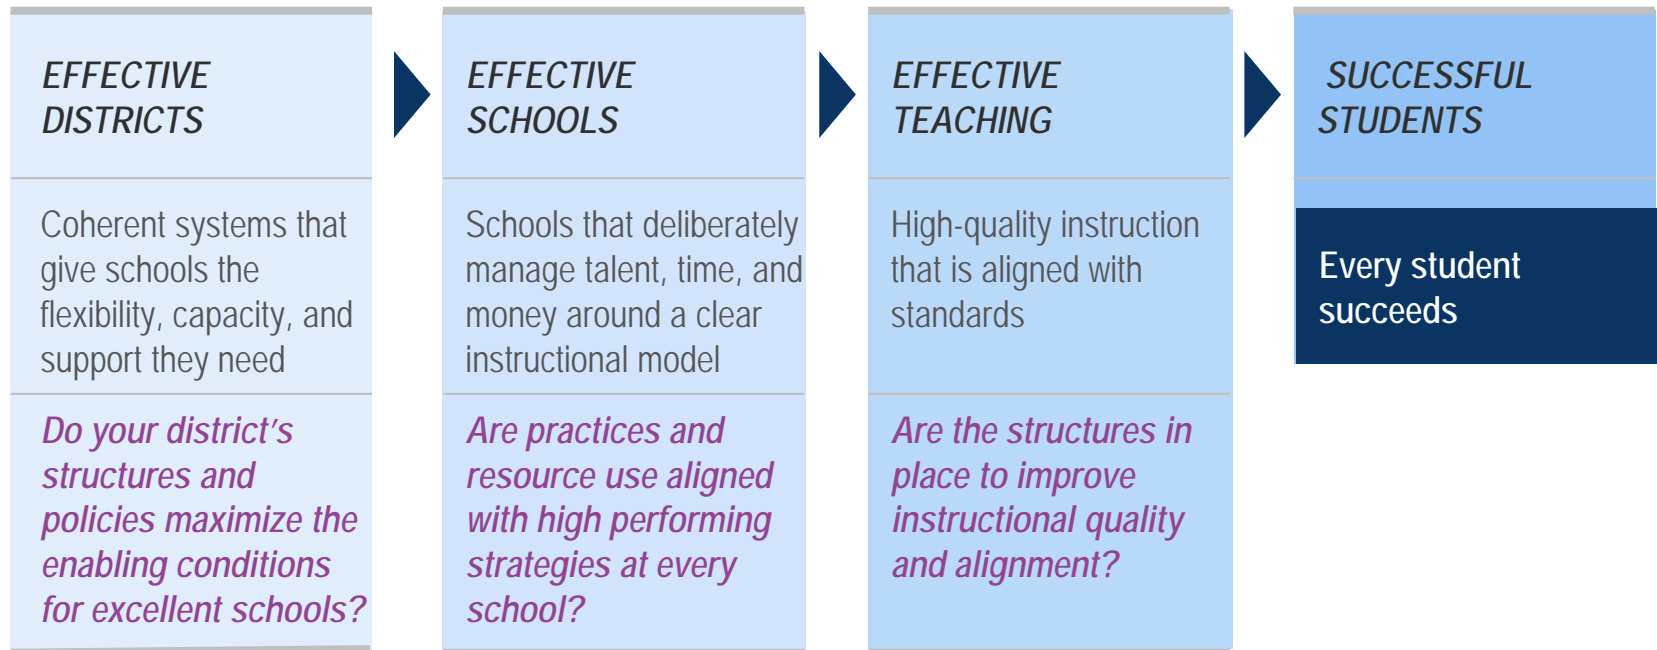 EFFECTIVE
DISTRICTS
Coherent systems that
give schools the
flexibility, capacity, and
support they need
Do your district’s
structures and
policies maximize the
enabling conditions
for excellent schools?
EFFECTIVE
SCHOOLS
Schools that deliberately
manage talent, time, and
money around a clear
instructional model
Are practices and
resource use aligned
with high performing
strategies at every
school?
EFFECTIVE
TEACHING
High-quality instruction
that is aligned with
standards
Are the structures in
place to improve
instructional quality
and alignment?
SUCCESSFUL
STUDENTS
Every student
succeeds